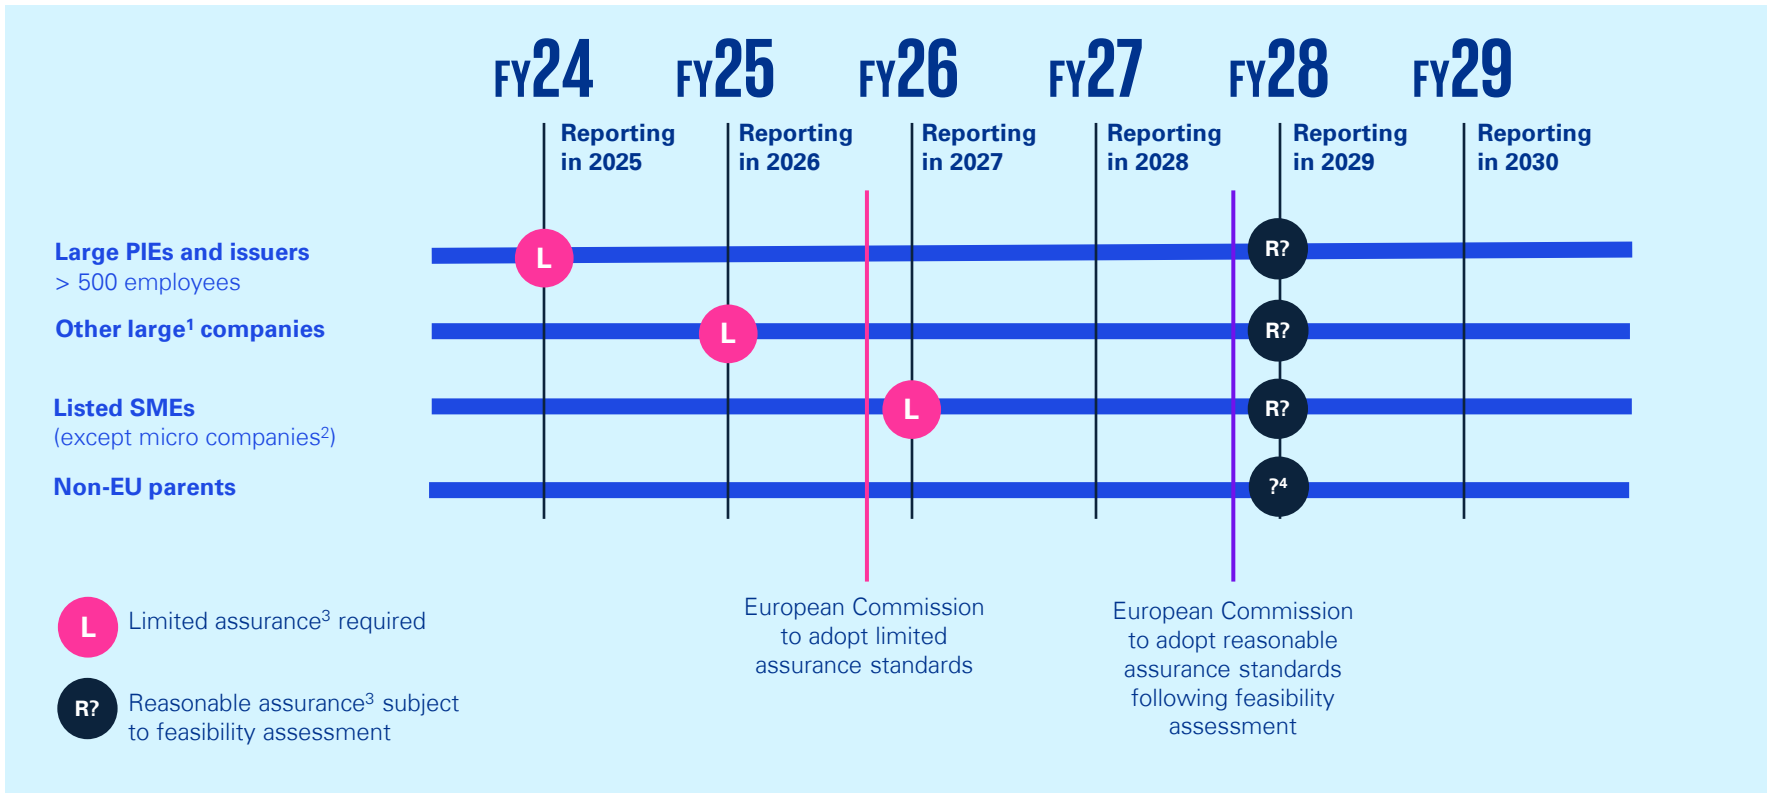 FY24 FY25 FY26 FY27 FY28 FY29
Reporting in 2025
Reporting in 2026
Reporting in 2027
Reporting in 2028
Reporting in 2029
Reporting in 2030
Large PIEs and issuers
> 500 employees
L
R?
Other large¹ companies
L
R?
Listed SMEs
(except micro companies²)
L
R?
Non-EU parents
?⁴
European Commission
to adopt limited
assurance standards
European Commission
to adopt reasonable
assurance standards
following feasibility
assessment
L
Limited assurance³ required
R?
Reasonable assurance³ subject
to feasibility assessment